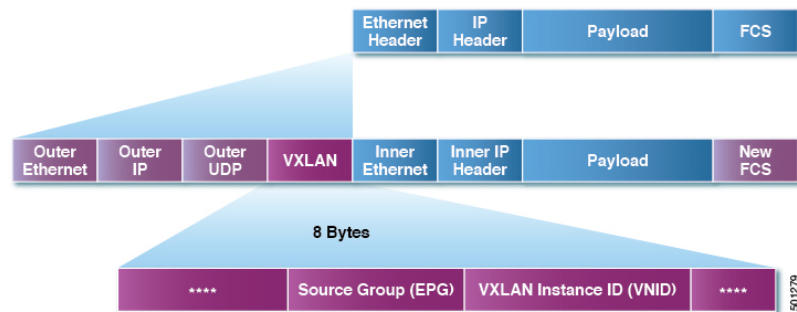 Ethernet Header
IP Header
Payload
FCS
Outer Ethernet
Outer IP
Outer UDP
VXLAN
Inner Ethernet
Inner IP Header
Payload
New FCS
8 Bytes
****
Source Group (EPG)
VXLAN Instance ID (VNID)
****
501279